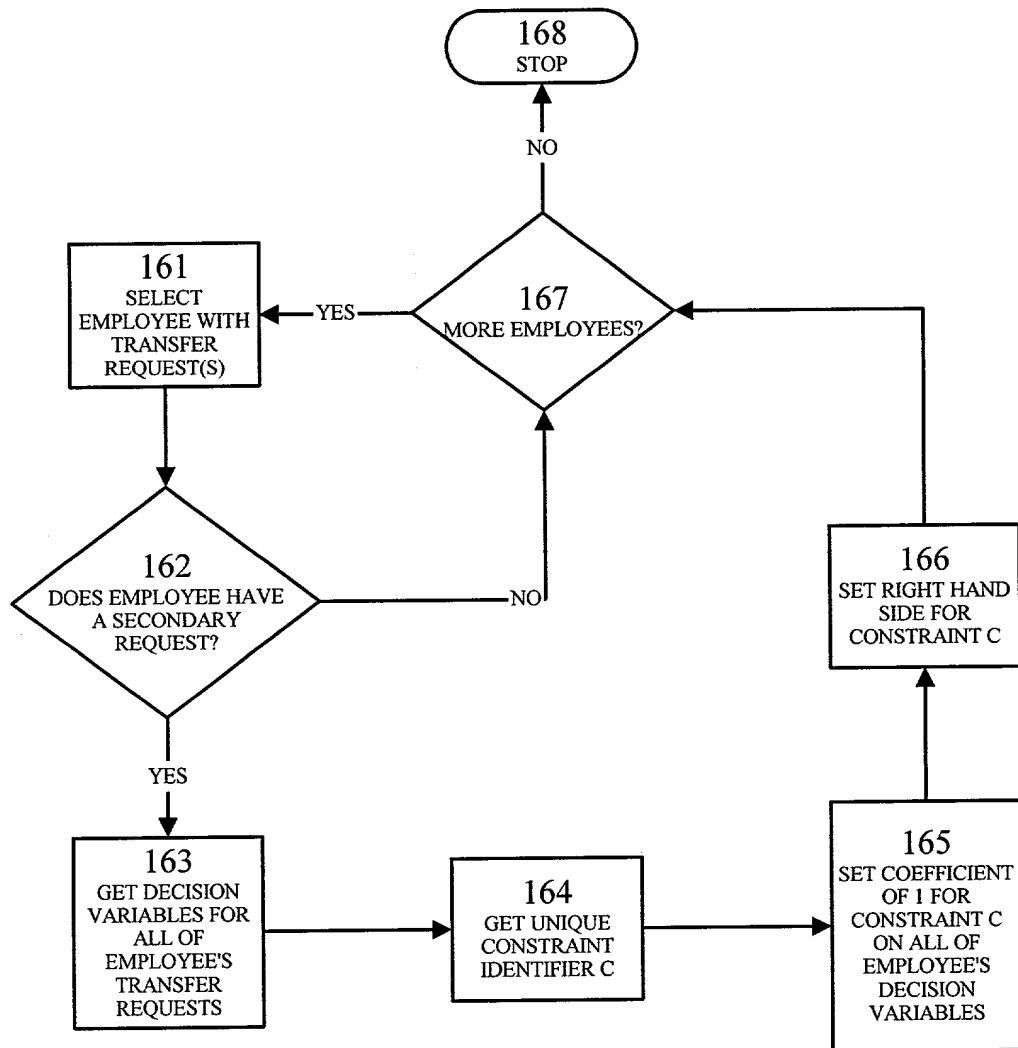 168
STOP
NO
161
SELECT
EMPLOYEE WITH
TRANSFER
REQUEST(S)
YES
167
MORE EMPLOYEES?
162
DOES EMPLOYEE HAVE
A SECONDARY
REQUEST?
NO
166
SET RIGHT HAND
SIDE FOR
CONSTRAINT C
YES
163
GET DECISION
VARIABLES FOR
ALL OF
EMPLOYEE'S
TRANSFER
REQUESTS
164
GET UNIQUE
CONSTRAINT
IDENTIFIER C
165
SET COEFFICIENT
OF 1 FOR
CONSTRAINT C
ON ALL OF
EMPLOYEE'S
DECISION
VARIABLES